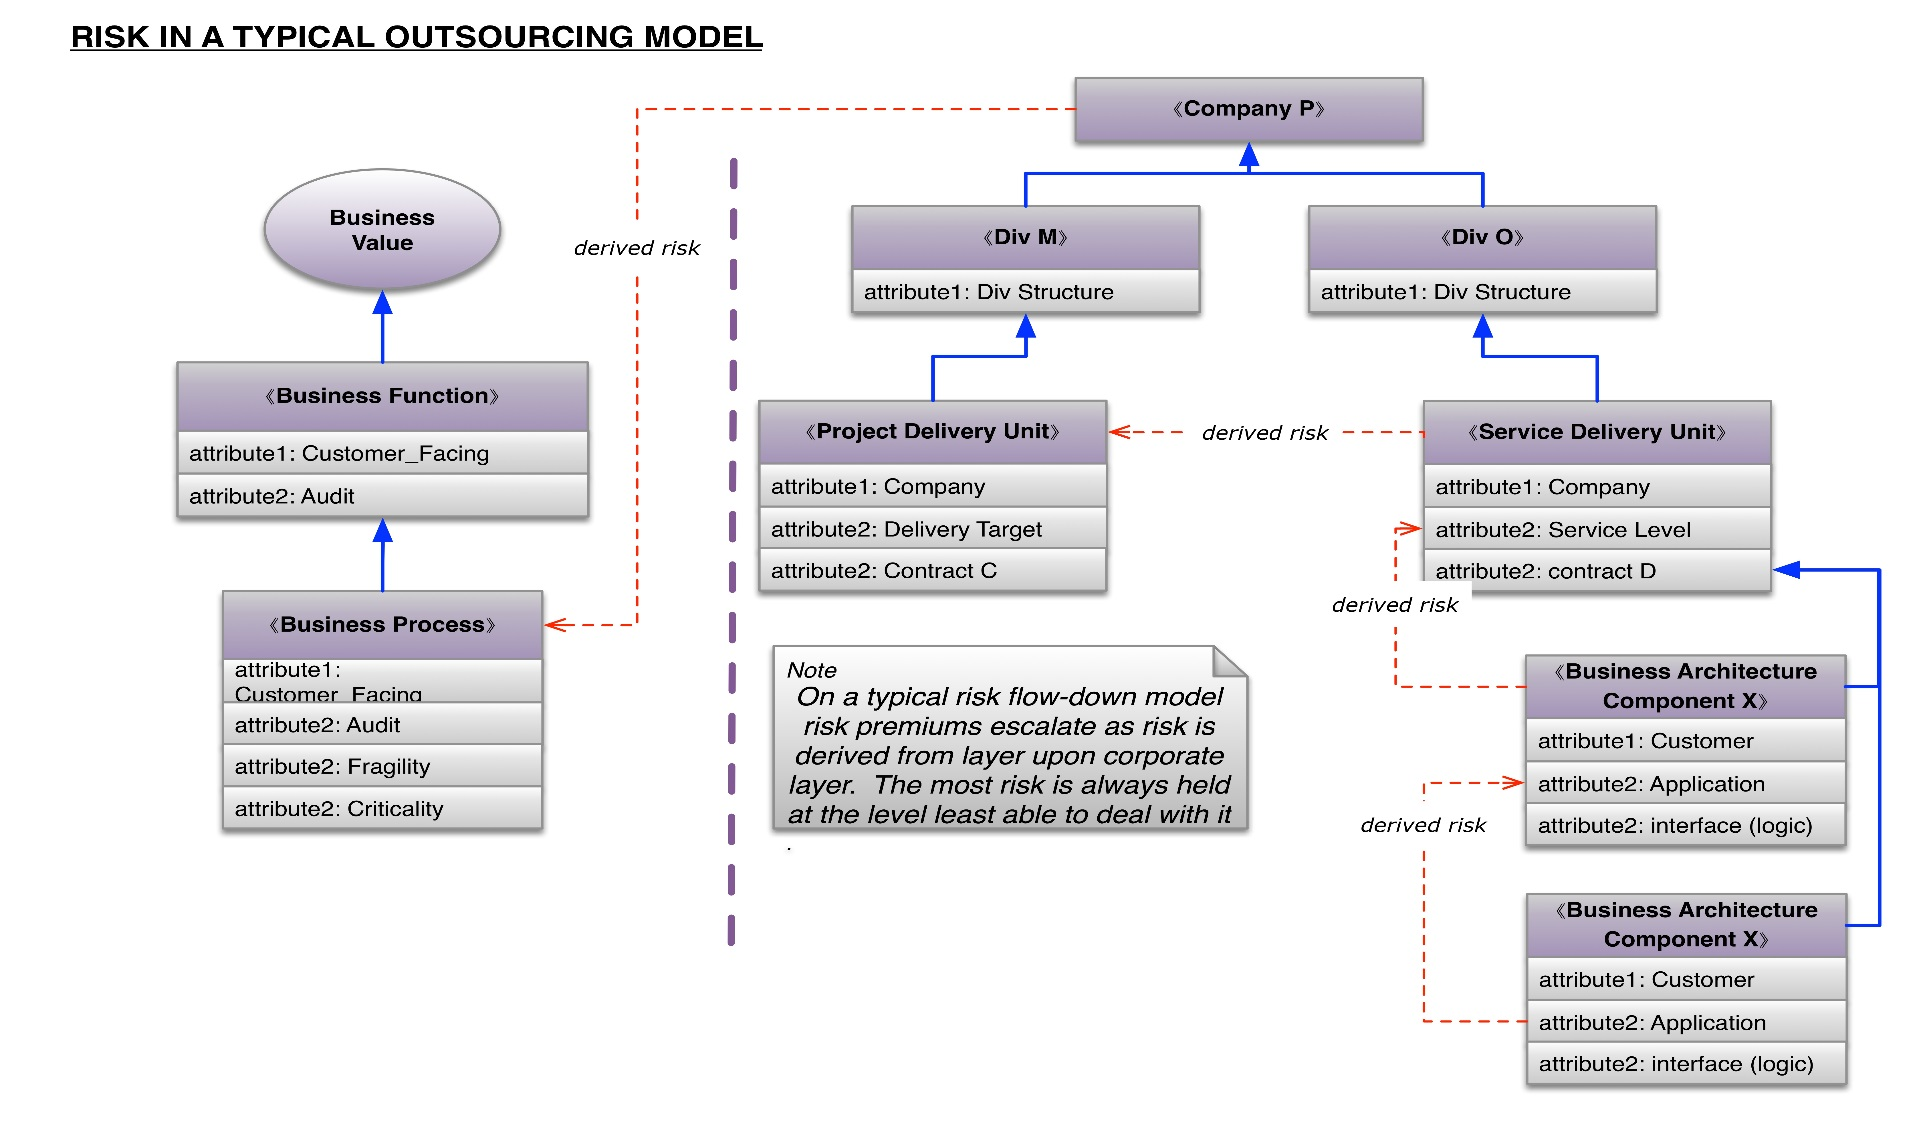 RISK IN A TYPICAL OUTSOURCING MODEL
《Company P》
derived risk
Business
Value
《Business Function》
attribute1: Customer_Facing
attribute2: Audit
《Business Process》
attribute1:
Customer_Facing
attribute2: Audit
attribute2: Fragility
attribute2: Criticality
《Div M》
attribute1: Div Structure
《Div O》
attribute1: Div Structure
《Project Delivery Unit》
attribute1: Company
attribute2: Delivery Target
attribute2: Contract C
derived risk
《Service Delivery Unit》
attribute1: Company
attribute2: Service Level
attribute2: contract D
derived risk
Note
On a typical risk flow-down model
risk premiums escalate as risk is
derived from layer upon corporate
layer.  The most risk is always held
at the level least able to deal with it
.
《Business Architecture
Component X》
attribute1: Customer
attribute2: Application
attribute2: interface (logic)
derived risk
《Business Architecture
Component X》
attribute1: Customer
attribute2: Application
attribute2: interface (logic)